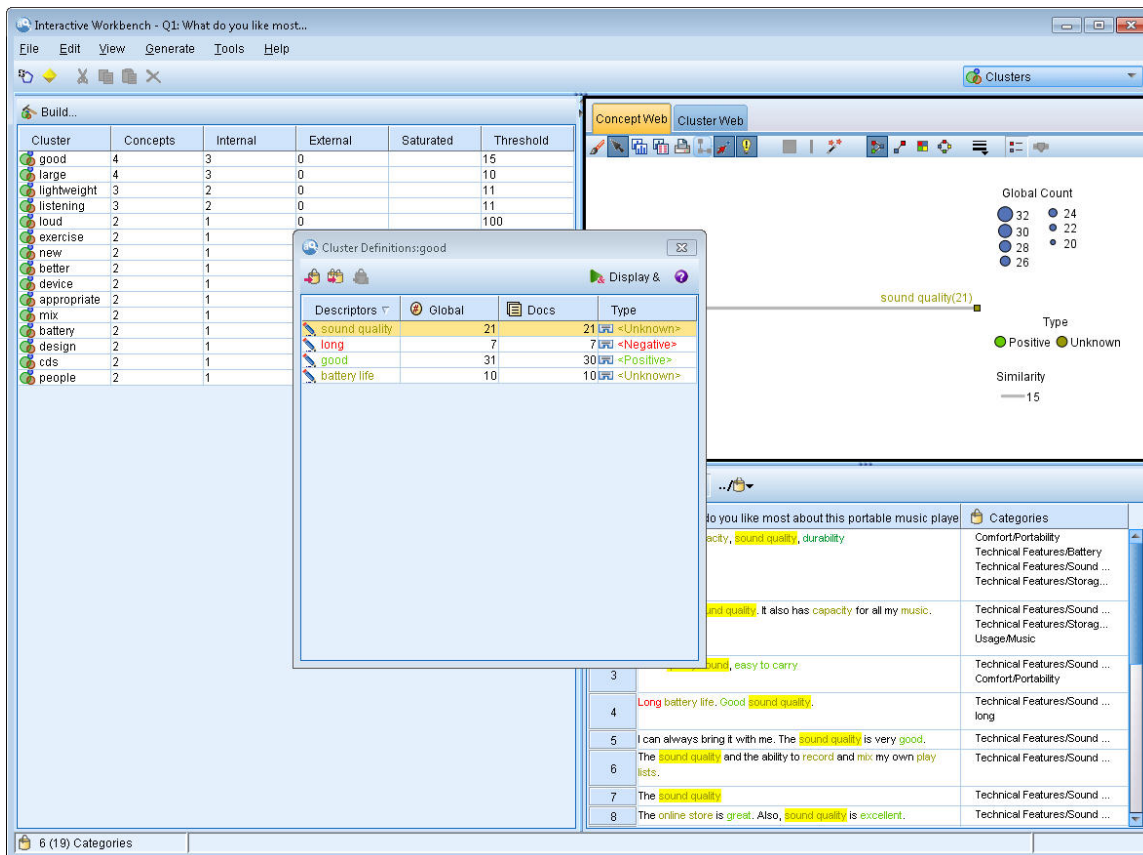 Interactive Workbench - Q1: What do you like most...
File Edit View Generate Tools Help
Clusters
Build...
Cluster Concepts Internal External Saturated Threshold
good 4 3 0 15
large 4 3 0 10
lightweight 3 2 0 11
listening 3 2 0 11
loud 2 1 0 100
exercise 2 1
new 2 1
better 2 1
device 2 1
appropriate 2 1
mix 2 1
battery 2 1
design 2 1
cds 2 1
people 2 1
Cluster Definitions:good
Display &
Descriptors Global Docs Type
sound quality 21 21 <Unknown>
long 7 7 <Negative>
good 31 30 <Positive>
battery life 10 10 <Unknown>
Concept Web Cluster Web
Global Count
32 24
30 22
28 20
26
sound quality(21)
Type
Positive Unknown
Similarity
15
../
do you like most about this portable music playe Categories
acity, sound quality, durability Comfort/Portability
Technical Features/Battery
Technical Features/Sound ...
Technical Features/Storag...
und quality. It also has capacity for all my music. Technical Features/Sound ...
Technical Features/Storag...
Usage/Music
3 ound, easy to carry Technical Features/Sound ...
Comfort/Portability
4 Long battery life. Good sound quality. Technical Features/Sound ...
long
5 I can always bring it with me. The sound quality is very good. Technical Features/Sound ...
6 The sound quality and the ability to record and mix my own play Technical Features/Sound ...
lists.
7 The sound quality Technical Features/Sound ...
8 The online store is great. Also, sound quality is excellent. Technical Features/Sound ...
6 (19) Categories